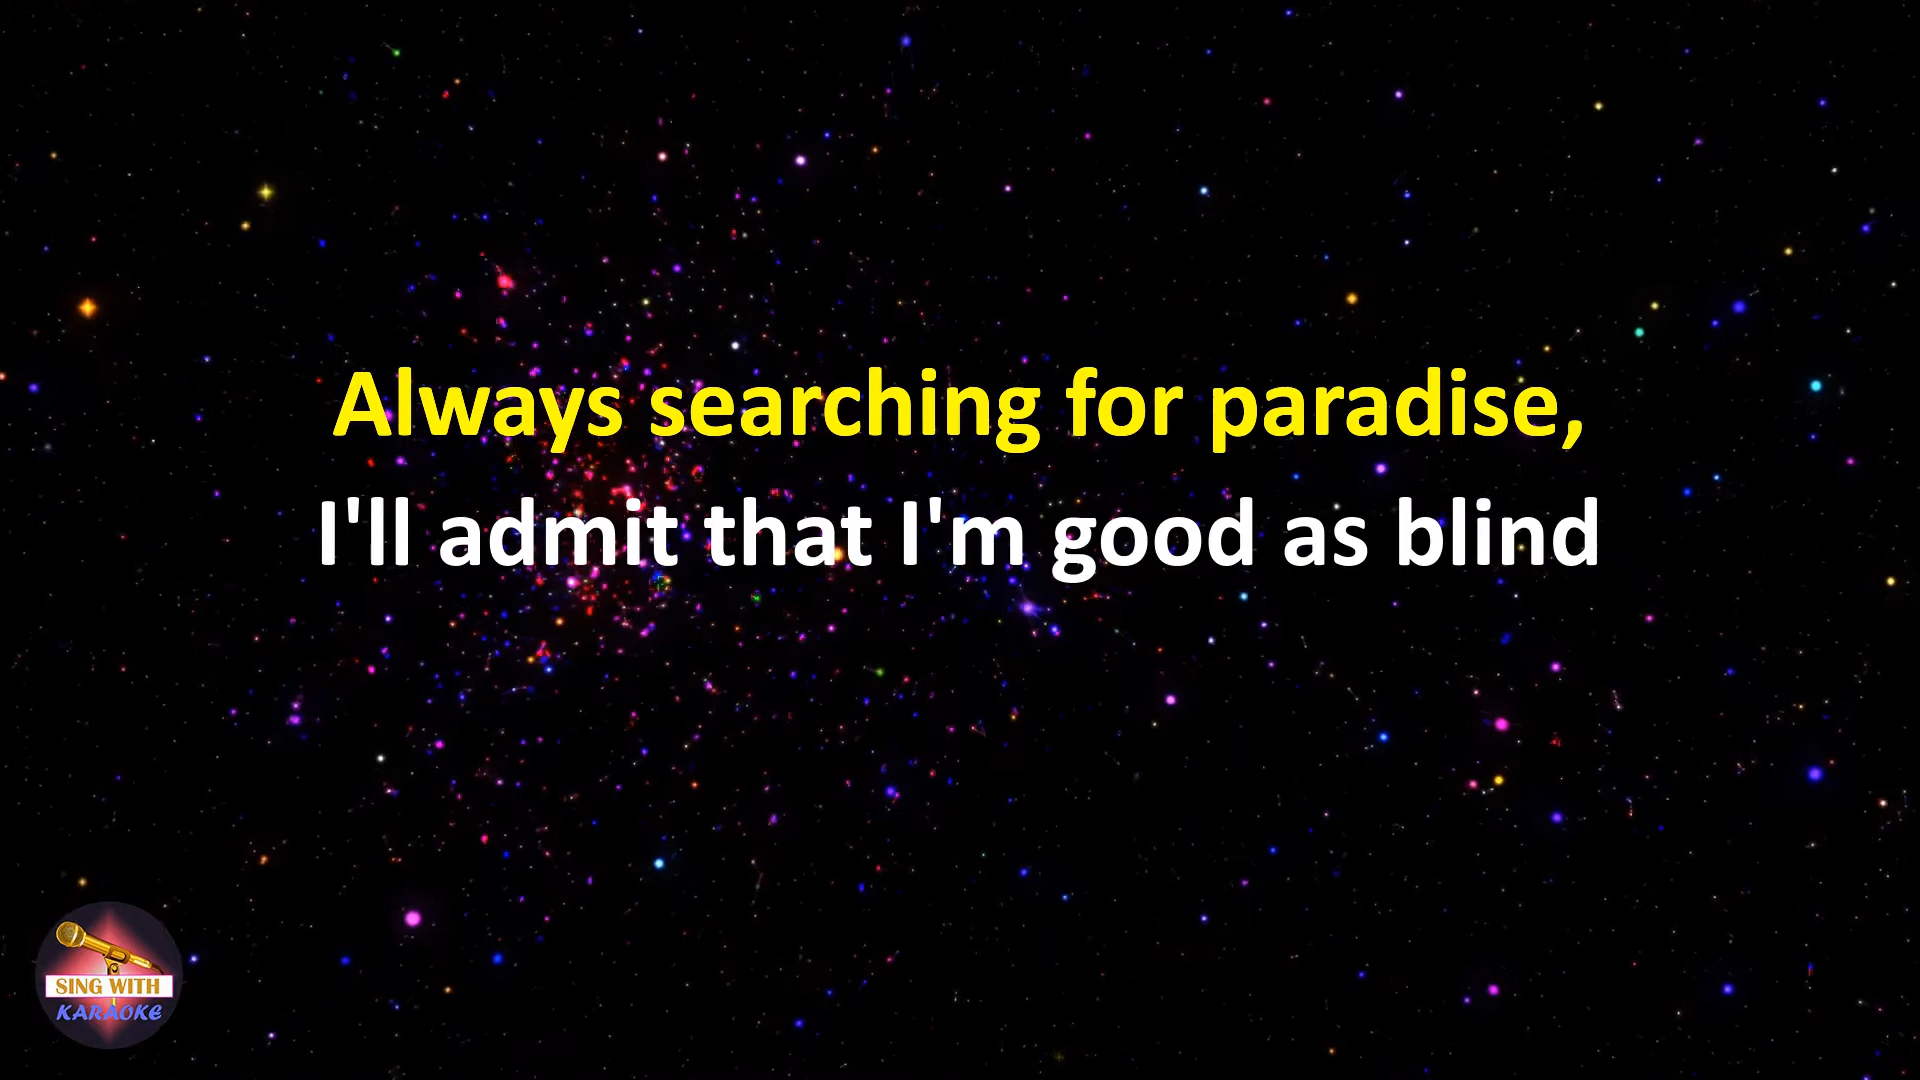 Always searching for paradise,
I'll admit that I'm good as blind
SING WITH
KARAOKE